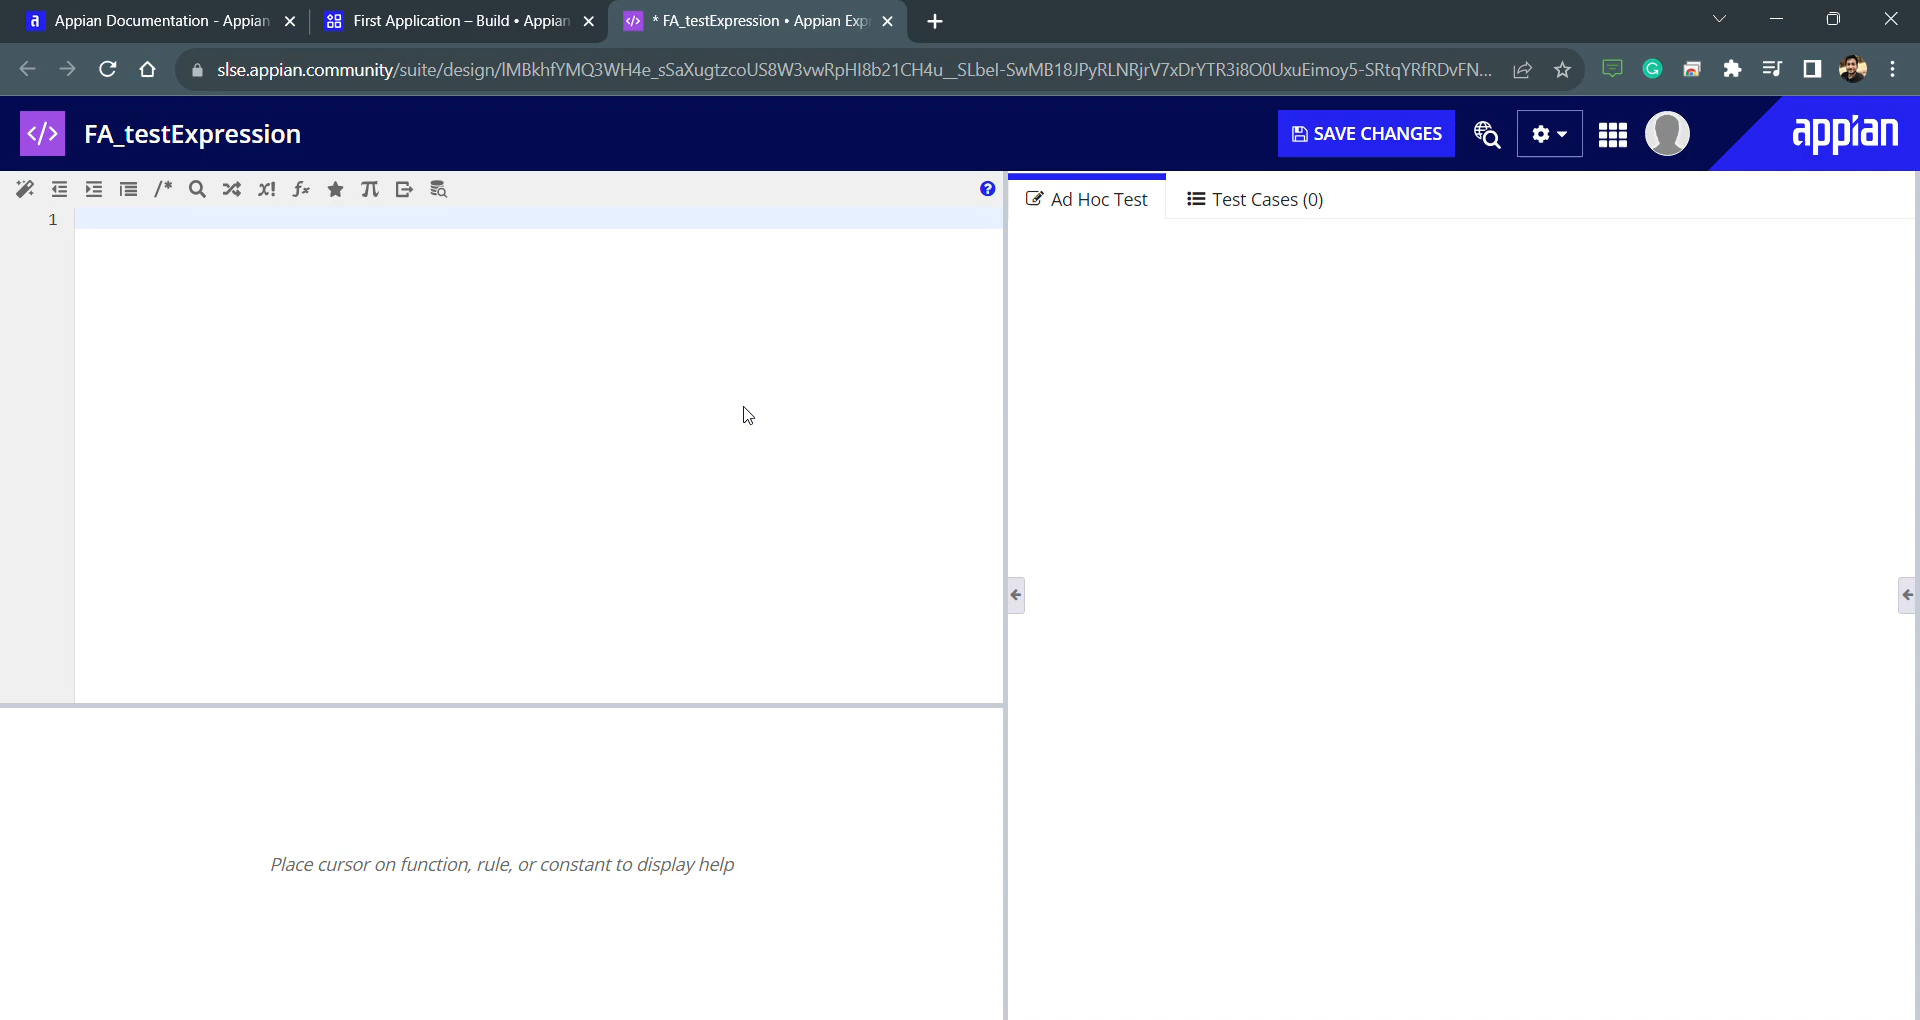 Appian Documentation - Appian
First Application – Build • Appian
* FA_testExpression • Appian Exp
slse.appian.community/suite/design/IMBkhfYMQ3WH4e_sSaXugtzcoUS8W3vwRpHI8b21CH4u__SLbel-SwMB18JPyRLNRjrV7xDrYTR3i8O0UxuEimoy5-SRtqYRfRDvFN...
FA_testExpression
SAVE CHANGES
appian
Ad Hoc Test
Test Cases (0)
1
Place cursor on function, rule, or constant to display help